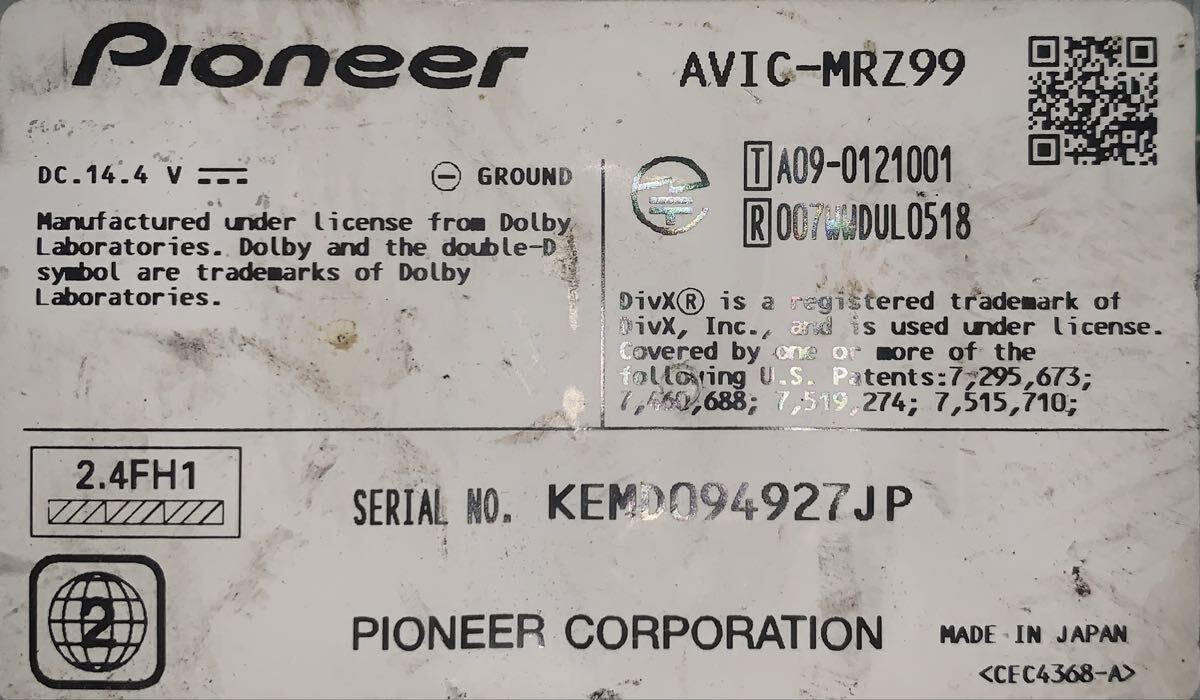 Pioneer
AVIC-MRZ99
DC.14.4 V
GROUND
Manufactured under license from Dolby
Laboratories. Dolby and the double-D
symbol are trademarks of Dolby
Laboratories.
T A09-0121001
R 007WWDUL0518
DivX® is a registered trademark of
DivX, Inc., and is used under license.
Covered by one or more of the
following U.S. Patents:7,295,673;
7,460,688; 7,519,274; 7,515,710;
2.4FH1
SERIAL NO. KEMD094927JP
2
PIONEER CORPORATION
MADE IN JAPAN
<CEC4368-A>